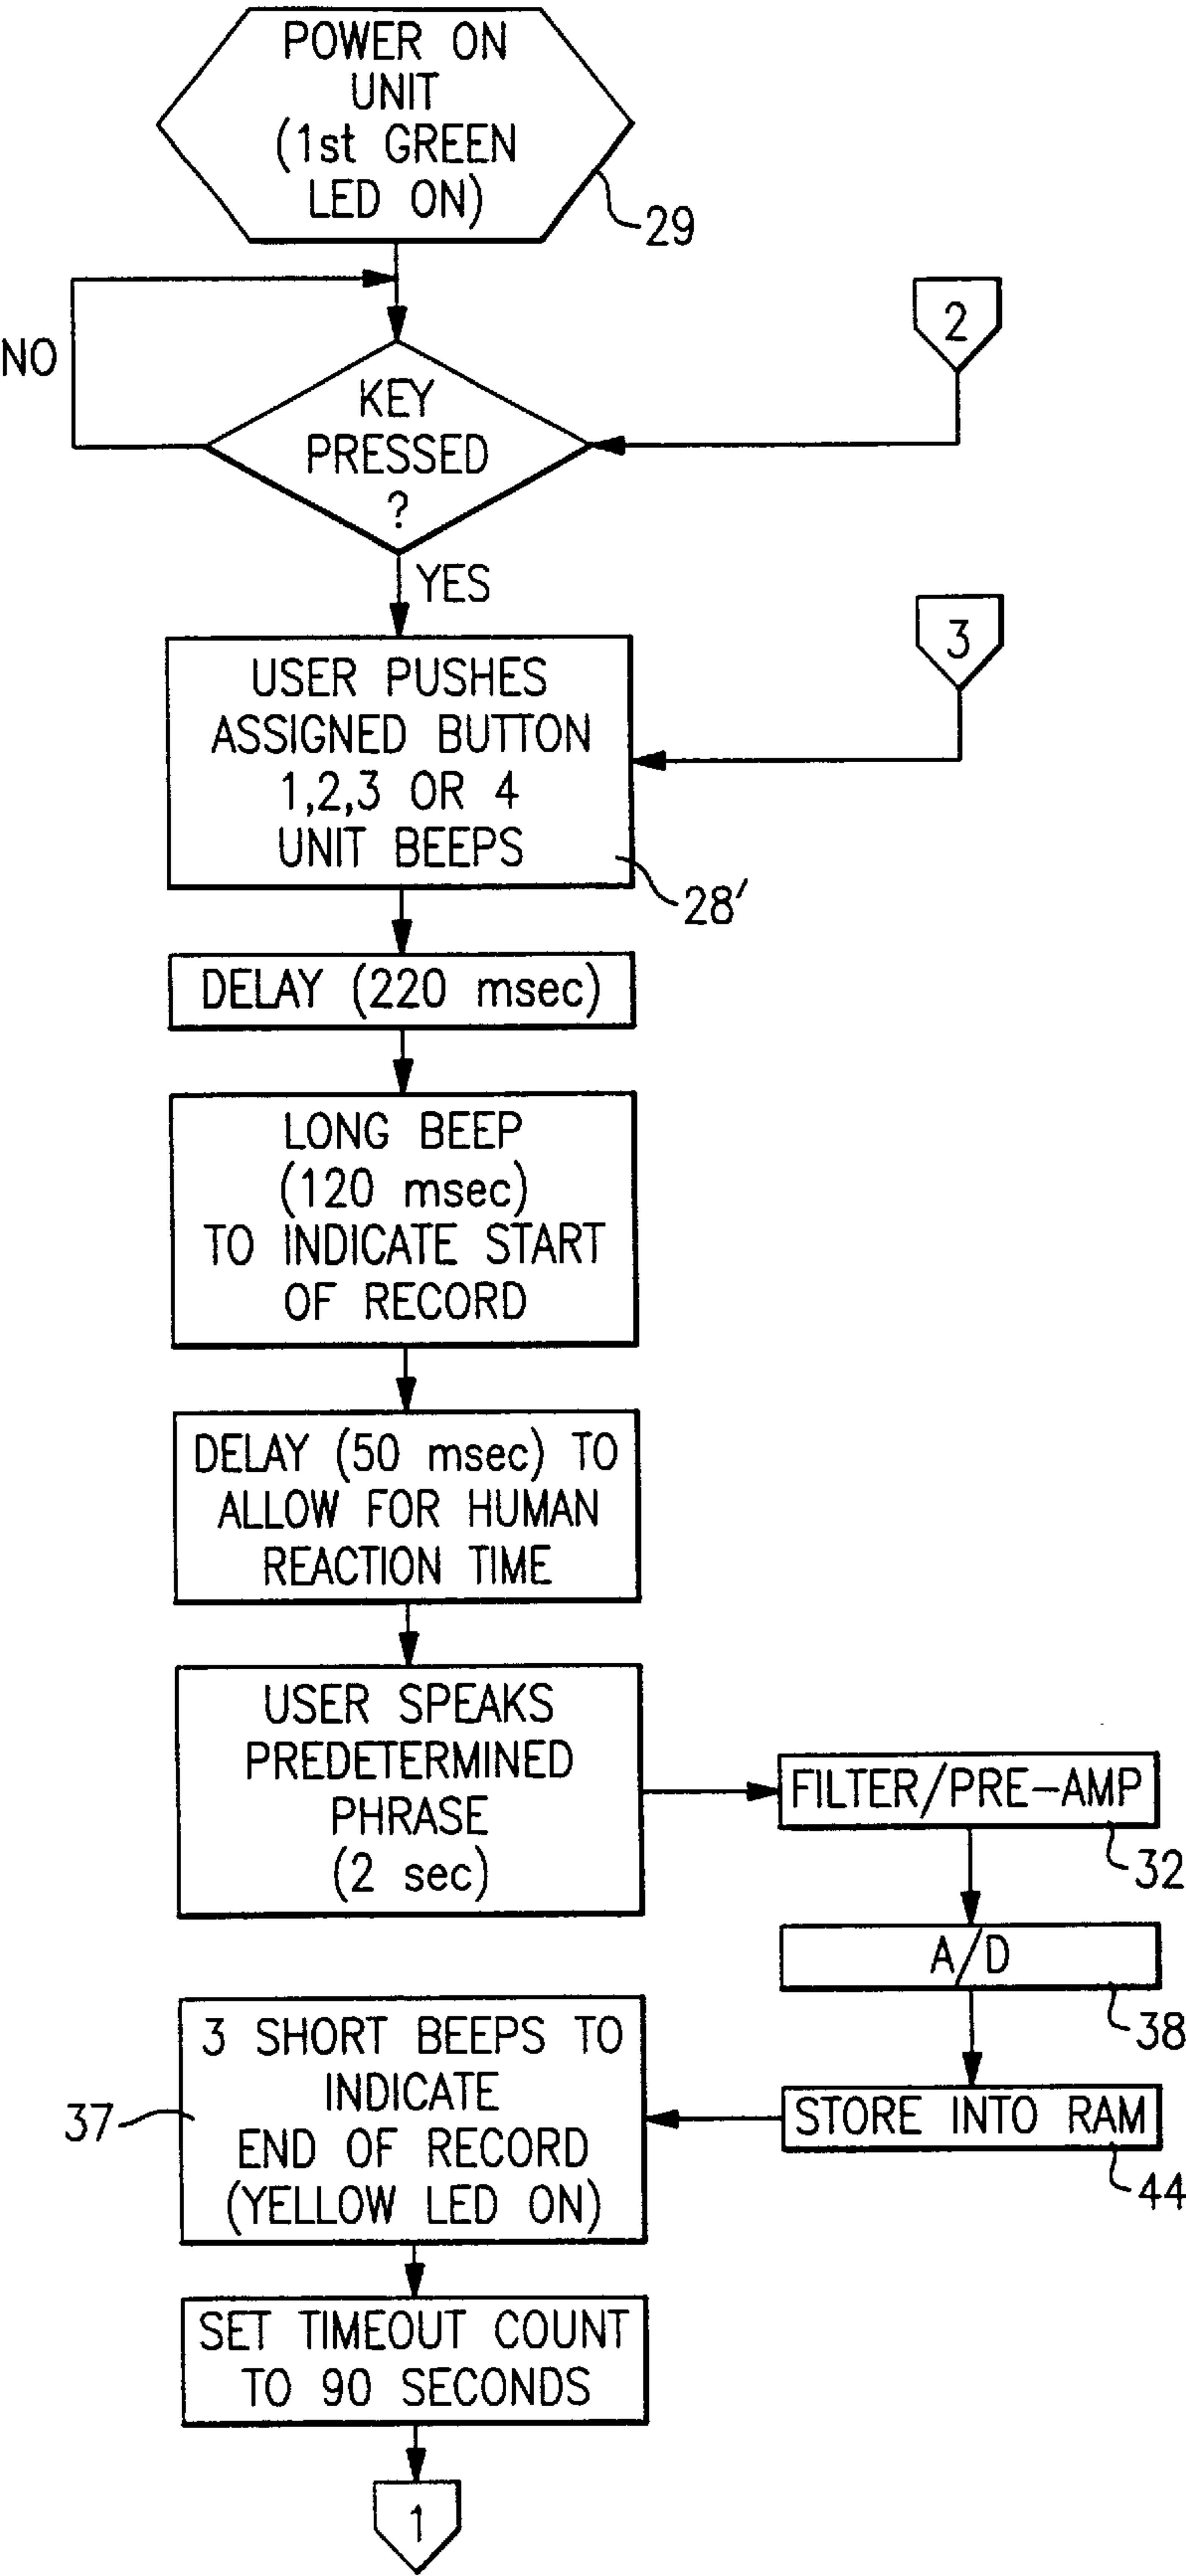 POWER ON
UNIT
(1st GREEN
LED ON)
29
NO
2
KEY
PRESSED
?
YES
3
USER PUSHES
ASSIGNED BUTTON
1,2,3 OR 4
UNIT BEEPS
28'
DELAY (220 msec)
LONG BEEP
(120 msec)
TO INDICATE START
OF RECORD
DELAY (50 msec) TO
ALLOW FOR HUMAN
REACTION TIME
USER SPEAKS
PREDETERMINED
PHRASE
(2 sec)
FILTER/PRE-AMP
32
A/D
38
3 SHORT BEEPS TO
INDICATE
END OF RECORD
(YELLOW LED ON)
37
STORE INTO RAM
44
SET TIMEOUT COUNT
TO 90 SECONDS
1